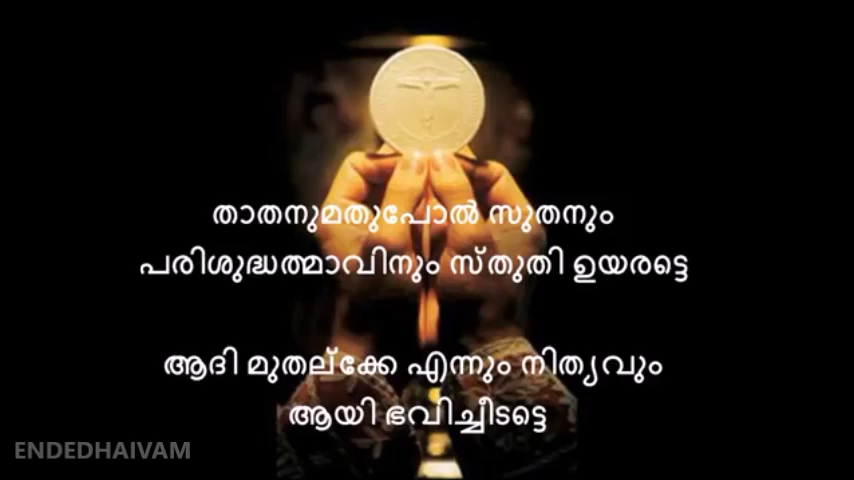 താതനുമതുപോൽ സുതനും
പരിശുദ്ധത്മാവിനും സ്തുതി ഉയരട്ടെ
ആദി മുതല്ക്കേ എന്നും നിത്യവും
ആയി ഭവിച്ചീടട്ടെ
ENDEDHAIVAM